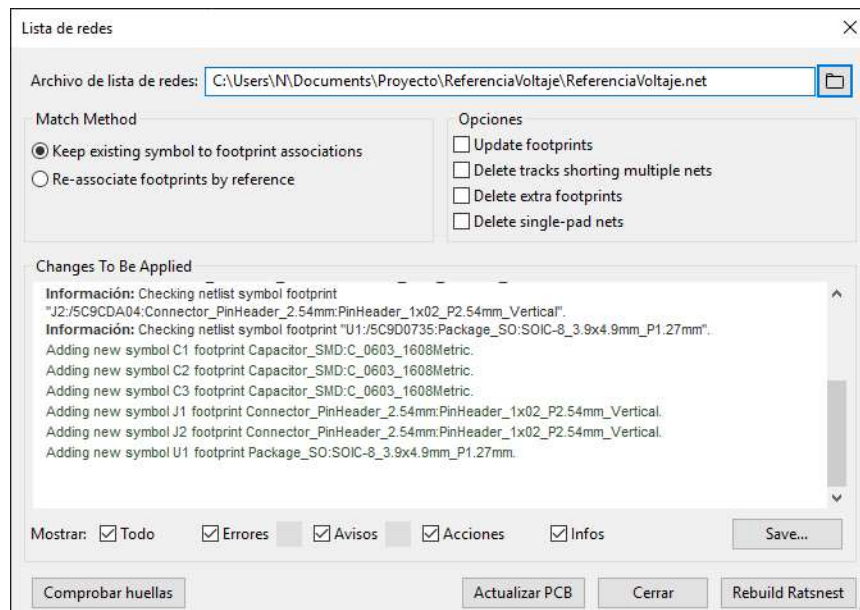 Lista de redes
Archivo de lista de redes: C:\Users\N\Documents\Proyecto\ReferenciaVoltaje\ReferenciaVoltaje.net
Match Method
Keep existing symbol to footprint associations
Re-associate footprints by reference
Opciones
Update footprints
Delete tracks shorting multiple nets
Delete extra footprints
Delete single-pad nets
Changes To Be Applied
Información: Checking netlist symbol footprint
"J2:/5C9CDA04:Connector_PinHeader_2.54mm:PinHeader_1x02_P2.54mm_Vertical".
Información: Checking netlist symbol footprint "U1:/5C9D0735:Package_SO:SOIC-8_3.9x4.9mm_P1.27mm".
Adding new symbol C1 footprint Capacitor_SMD:C_0603_1608Metric.
Adding new symbol C2 footprint Capacitor_SMD:C_0603_1608Metric.
Adding new symbol C3 footprint Capacitor_SMD:C_0603_1608Metric.
Adding new symbol J1 footprint Connector_PinHeader_2.54mm:PinHeader_1x02_P2.54mm_Vertical.
Adding new symbol J2 footprint Connector_PinHeader_2.54mm:PinHeader_1x02_P2.54mm_Vertical.
Adding new symbol U1 footprint Package_SO:SOIC-8_3.9x4.9mm_P1.27mm.
Mostrar: Todo Errores Avisos Acciones Infos Save...
Comprobar huellas Actualizar PCB Cerrar Rebuild Ratsnest